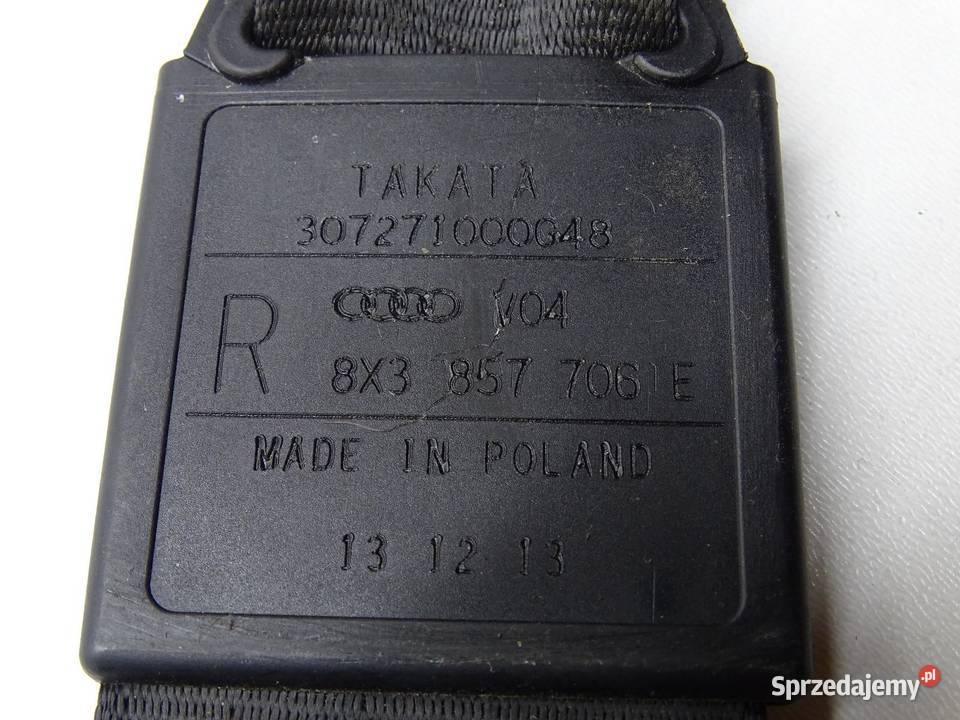 TAKATA
307271000G48
R
V04
8X3 857 706 E
MADE IN POLAND
13 12 13
Sprzedajemy.pl